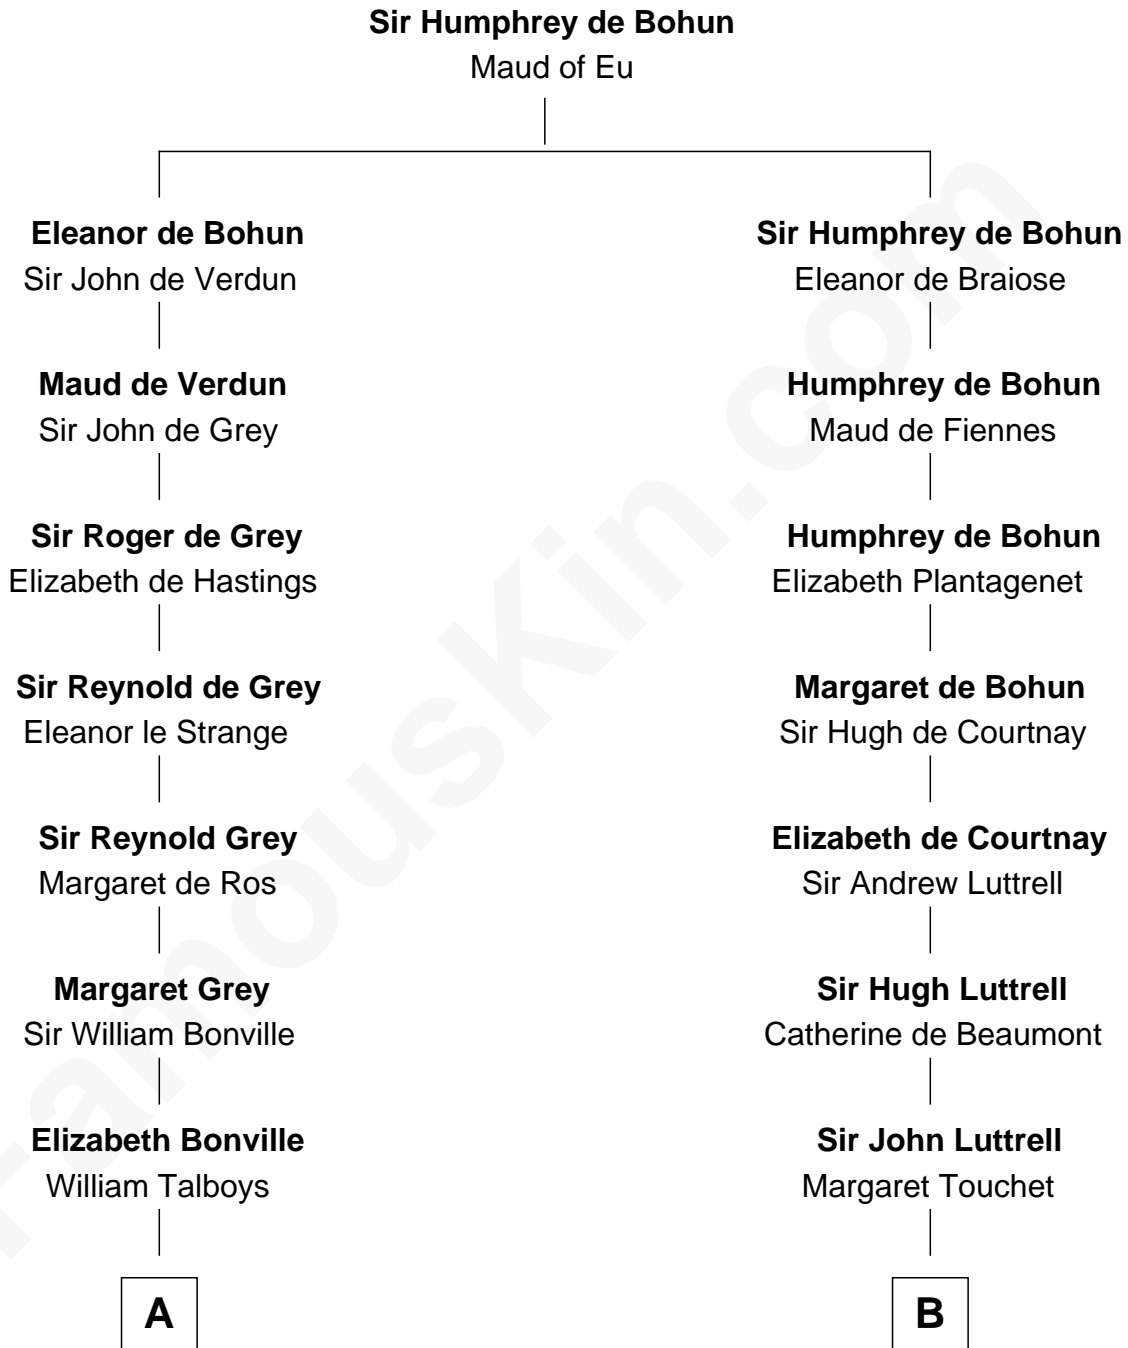 Sir Humphrey de Bohun
Maud of Eu
Eleanor de Bohun
Sir John de Verdun
Maud de Verdun
Sir John de Grey
Sir Roger de Grey
Elizabeth de Hastings
Sir Reynold de Grey
Eleanor le Strange
Sir Reynold Grey
Margaret de Ros
Margaret Grey
Sir William Bonville
Elizabeth Bonville
William Talboys
A
Sir Humphrey de Bohun
Eleanor de Braiose
Humphrey de Bohun
Maud de Fiennes
Humphrey de Bohun
Elizabeth Plantagenet
Margaret de Bohun
Sir Hugh de Courtnay
Elizabeth de Courtnay
Sir Andrew Luttrell
Sir Hugh Luttrell
Catherine de Beaumont
Sir John Luttrell
Margaret Touchet
B
FamousKin.com